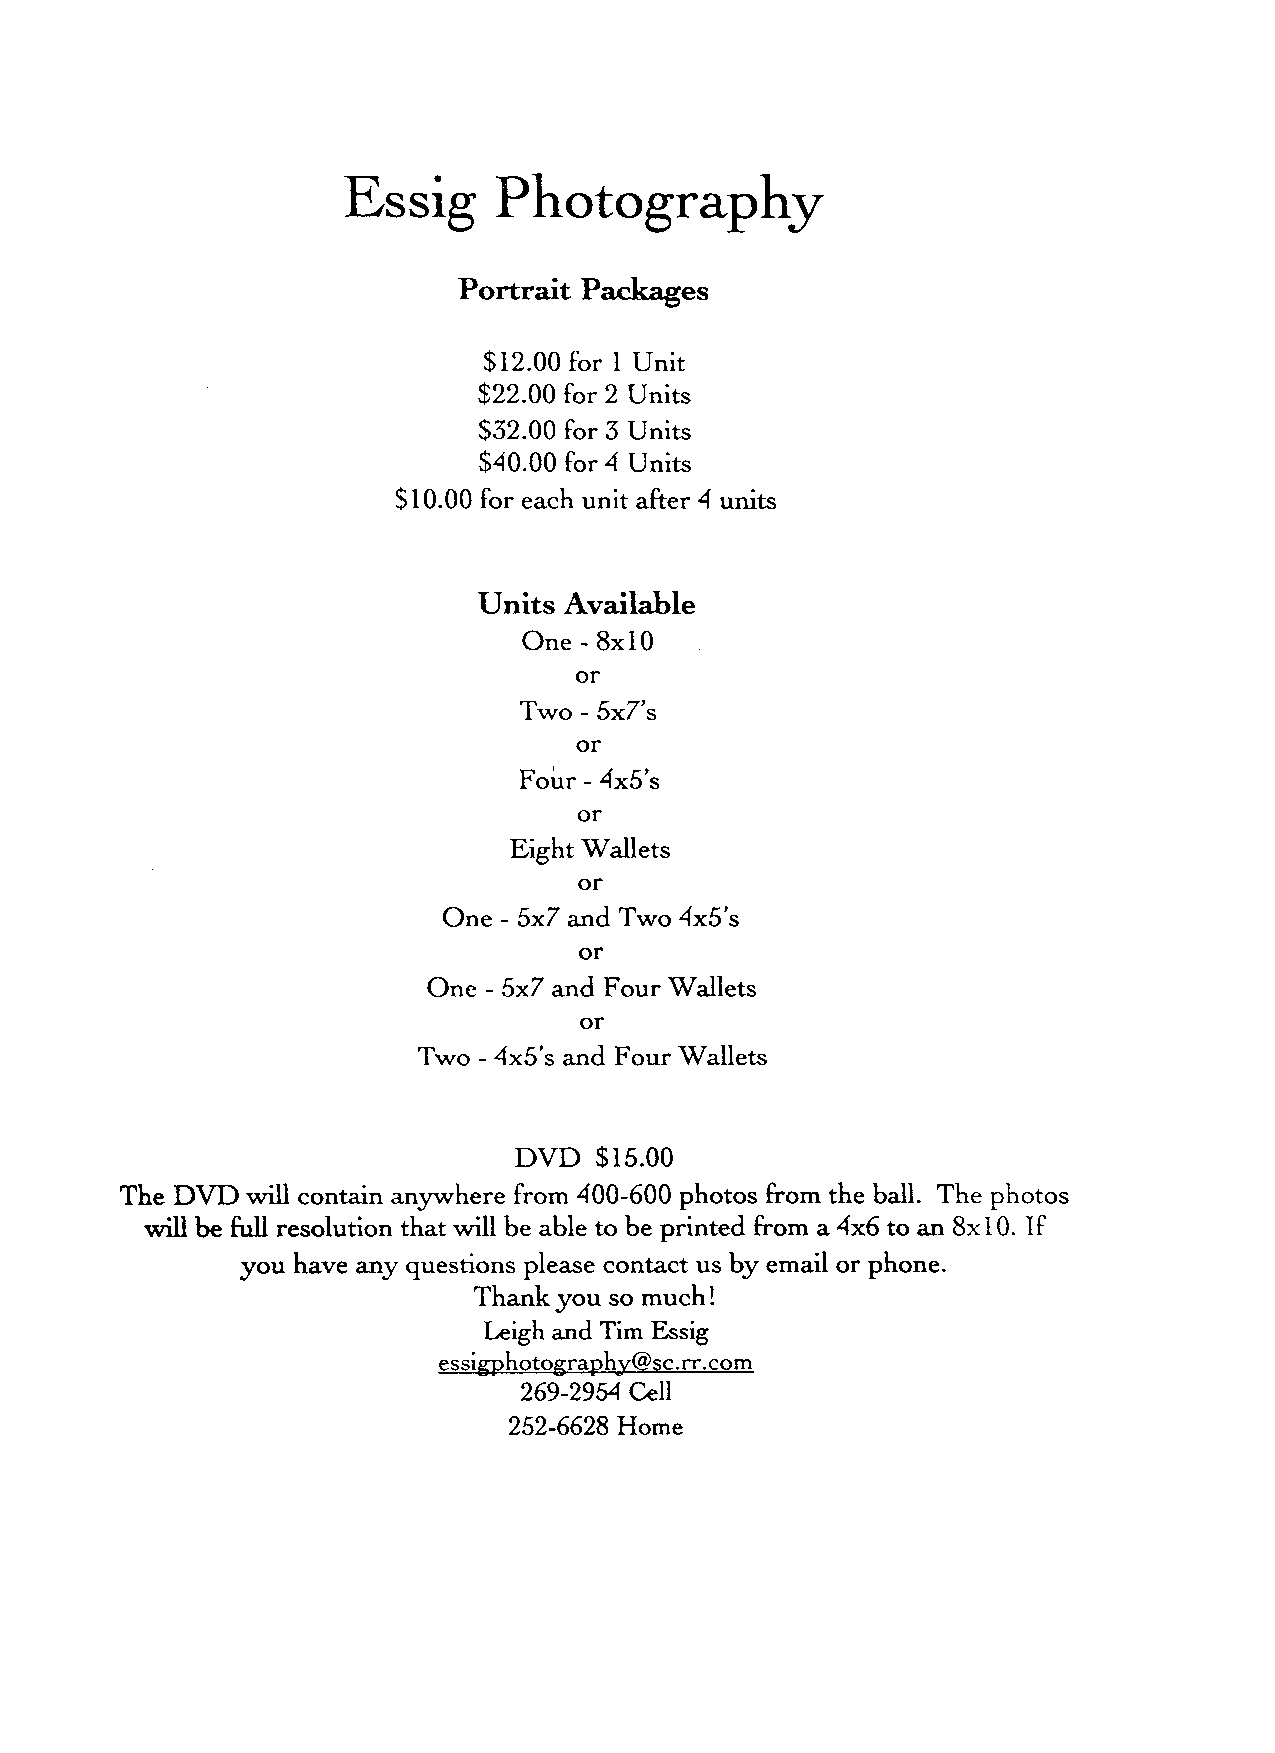 Essig Photography
Portrait Packages
$12.00 for 1 Unit
$22.00 for 2 Units
$32.00 for 3 Units
$40.00 for 4 Units
$10.00 for each unit after 4 units
Units Available
One - 8x10
or
Two - 5x7's
or
Four - 4x5's
or
Eight Wallets
or
One - 5x7 and Two 4x5's
or
One - 5x7 and Four Wallets
or
Two - 4x5's and Four Wallets
DVD $15.00
The DVD will contain anywhere from 400-600 photos from the ball. The photos
will be full resolution that will be able to be printed from a 4x6 to an 8x10. If
you have any questions please contact us by email or phone.
Thank you so much!
Leigh and Tim Essig
essigphotography@sc.rr.com
269-2954 Cell
252-6628 Home